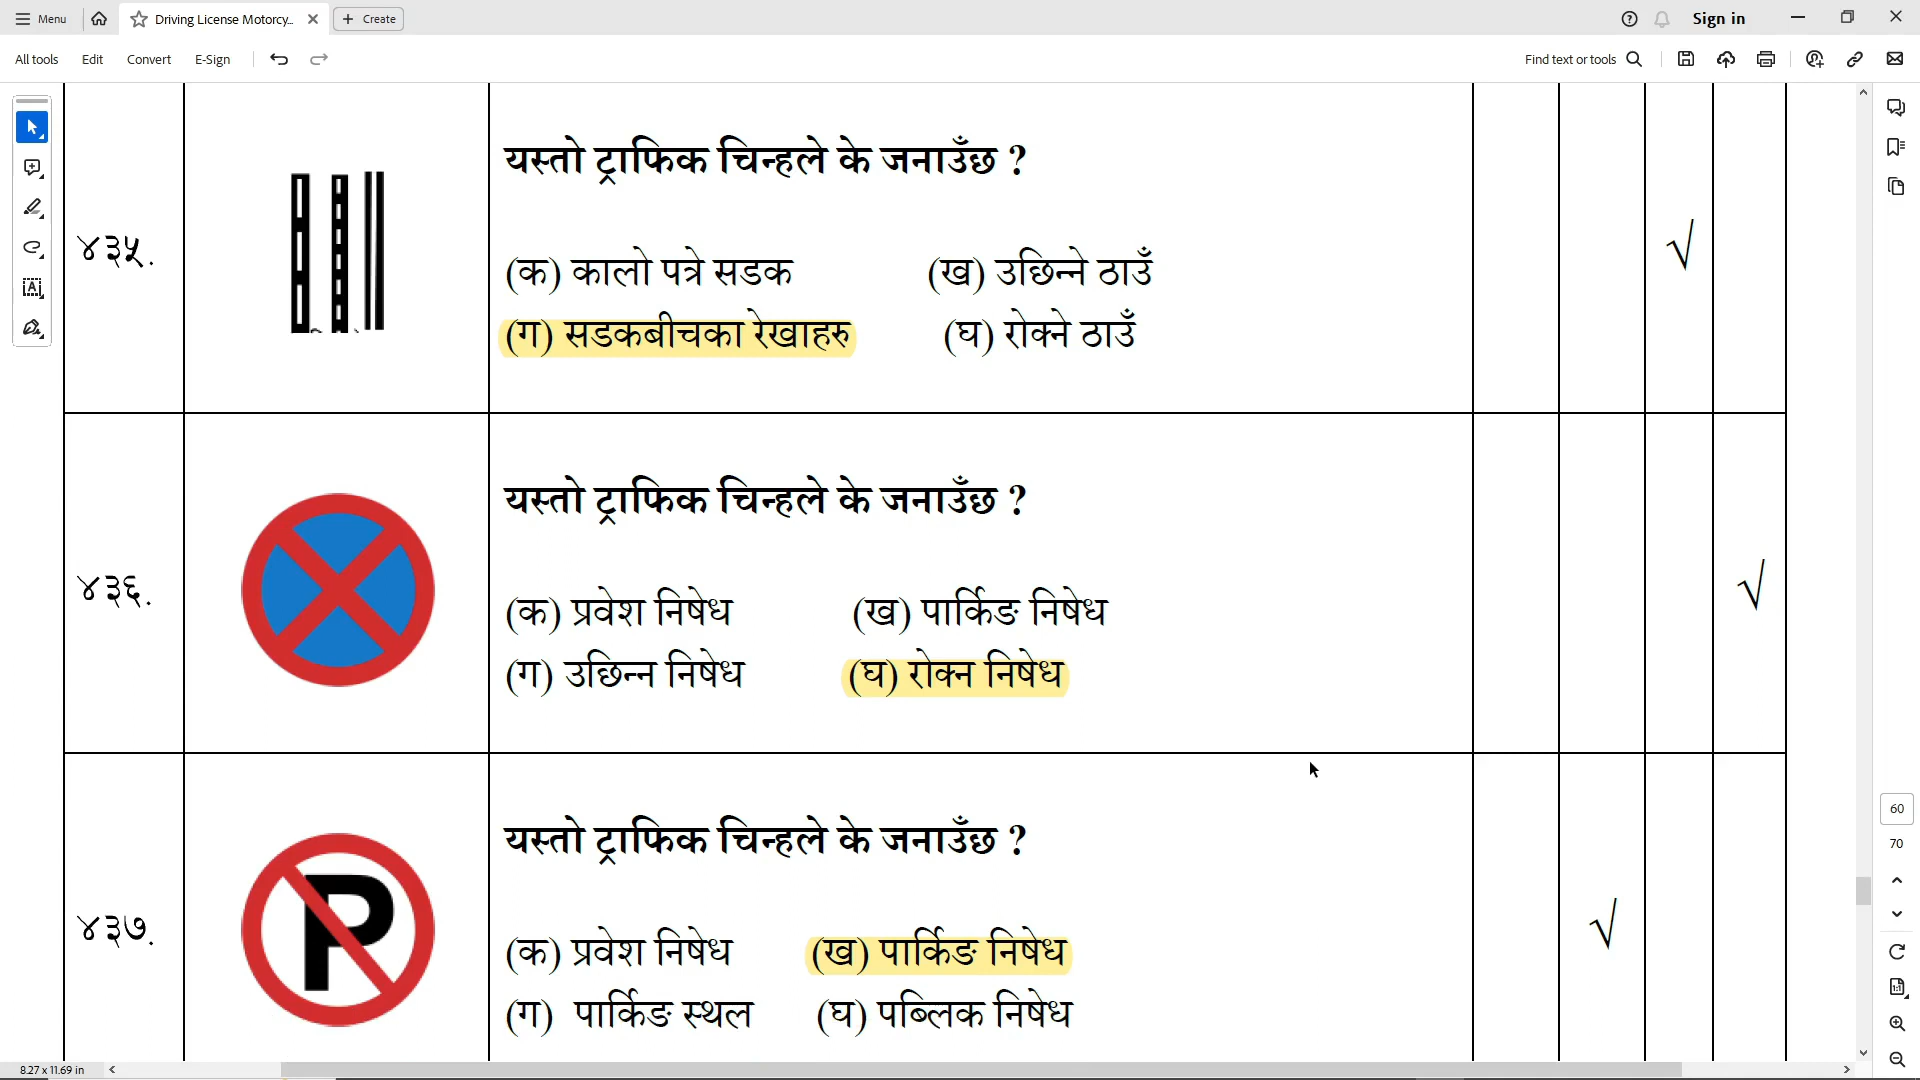 Menu
Driving License Motorcy...
Create
Sign in
All tools
Edit
Convert
E-Sign
Find text or tools
४३५.
यस्तो ट्राफिक चिन्हले के जनाउँछ ?
(क) कालो पत्रे सडक (ख) उछिन्ने ठाउँ
(ग) सडकबीचका रेखाहरु (घ) रोक्ने ठाउँ
√
४३६.
यस्तो ट्राफिक चिन्हले के जनाउँछ ?
(क) प्रवेश निषेध (ख) पार्किङ निषेध
(ग) उछिन्न निषेध (घ) रोक्न निषेध
√
४३७.
P
यस्तो ट्राफिक चिन्हले के जनाउँछ ?
(क) प्रवेश निषेध (ख) पार्किङ निषेध
(ग) पार्किङ स्थल (घ) पब्लिक निषेध
√
60
70
8.27 x 11.69 in